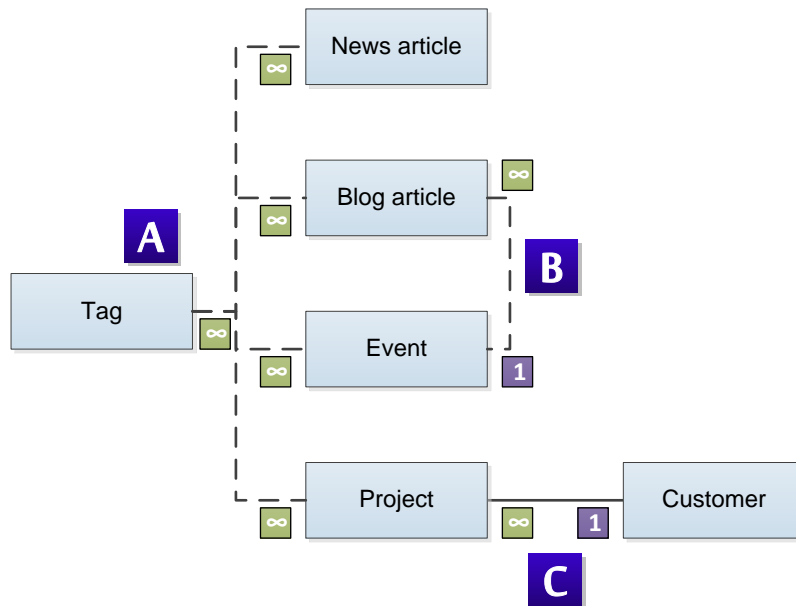 News article
∞
∞
Blog article
∞
A
B
Tag
∞
∞
Event
∞
1
Project
Customer
∞
∞
1
C